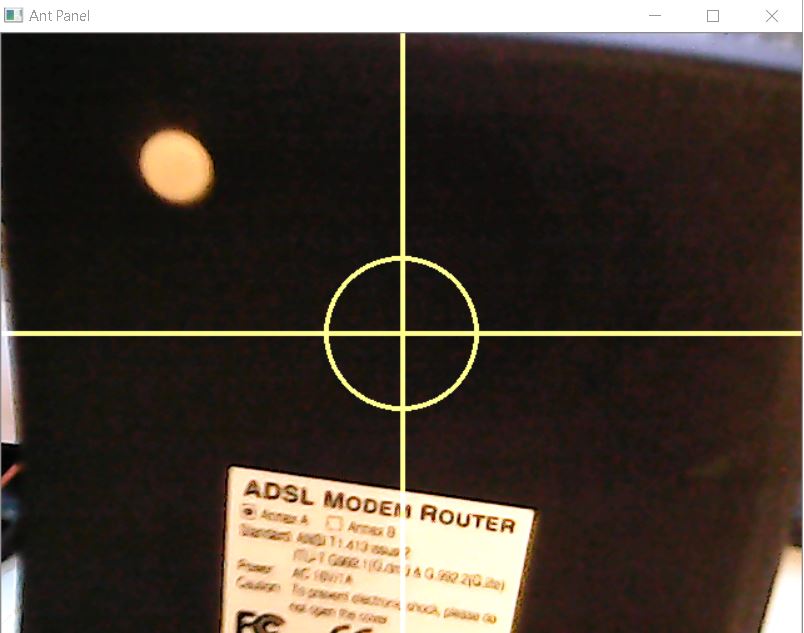 Ant Panel
ADSL MODEM ROUTER
Annex A Annex B
Standard: ANSI T1.413 issue 2
ITU-T G.992.1(G.dmt) & G.992.2(G.lite)
Power: AC 18V/1A
Caution: To prevent electronic shock, please do
not open the cover
FC CE